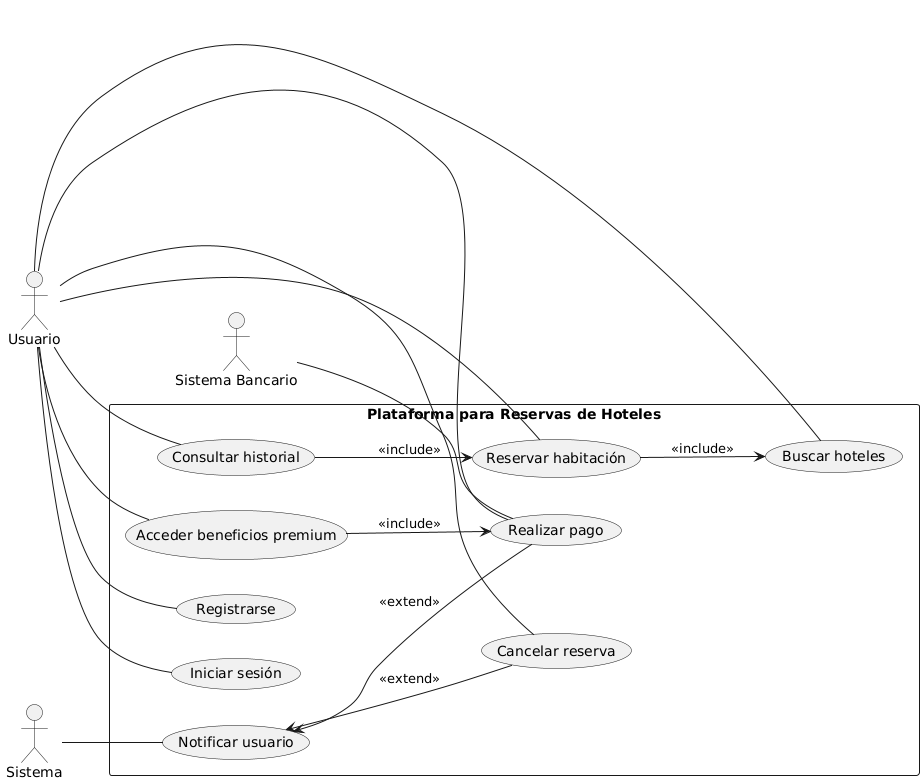 Usuario
Sistema Bancario
Plataforma para Reservas de Hoteles
Consultar historial
«include»
Reservar habitación
«include»
Buscar hoteles
Acceder beneficios premium
«include»
Realizar pago
Registrarse
«extend»
Cancelar reserva
Iniciar sesión
«extend»
Notificar usuario
Sistema